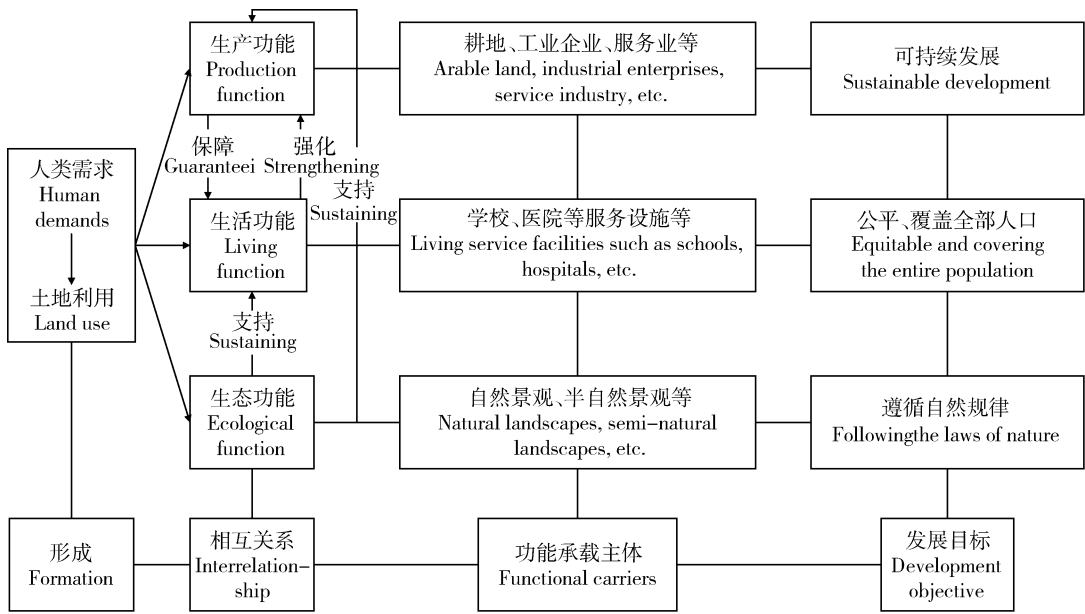 生产功能
Production
function
耕地、工业企业、服务业等
Arable land, industrial enterprises,
service industry, etc.
可持续发展
Sustainable development
保障
Guaranteei
强化
Strengthening
支持
Sustaining
人类需求
Human
demands
土地利用
Land use
生活功能
Living
function
学校、医院等服务设施等
Living service facilities such as schools,
hospitals, etc.
公平、覆盖全部人口
Equitable and covering
the entire population
支持
Sustaining
生态功能
Ecological
function
自然景观、半自然景观等
Natural landscapes, semi-natural
landscapes, etc.
遵循自然规律
Followingthe laws of nature
形成
Formation
相互关系
Interrelation-
ship
功能承载主体
Functional carriers
发展目标
Development
objective